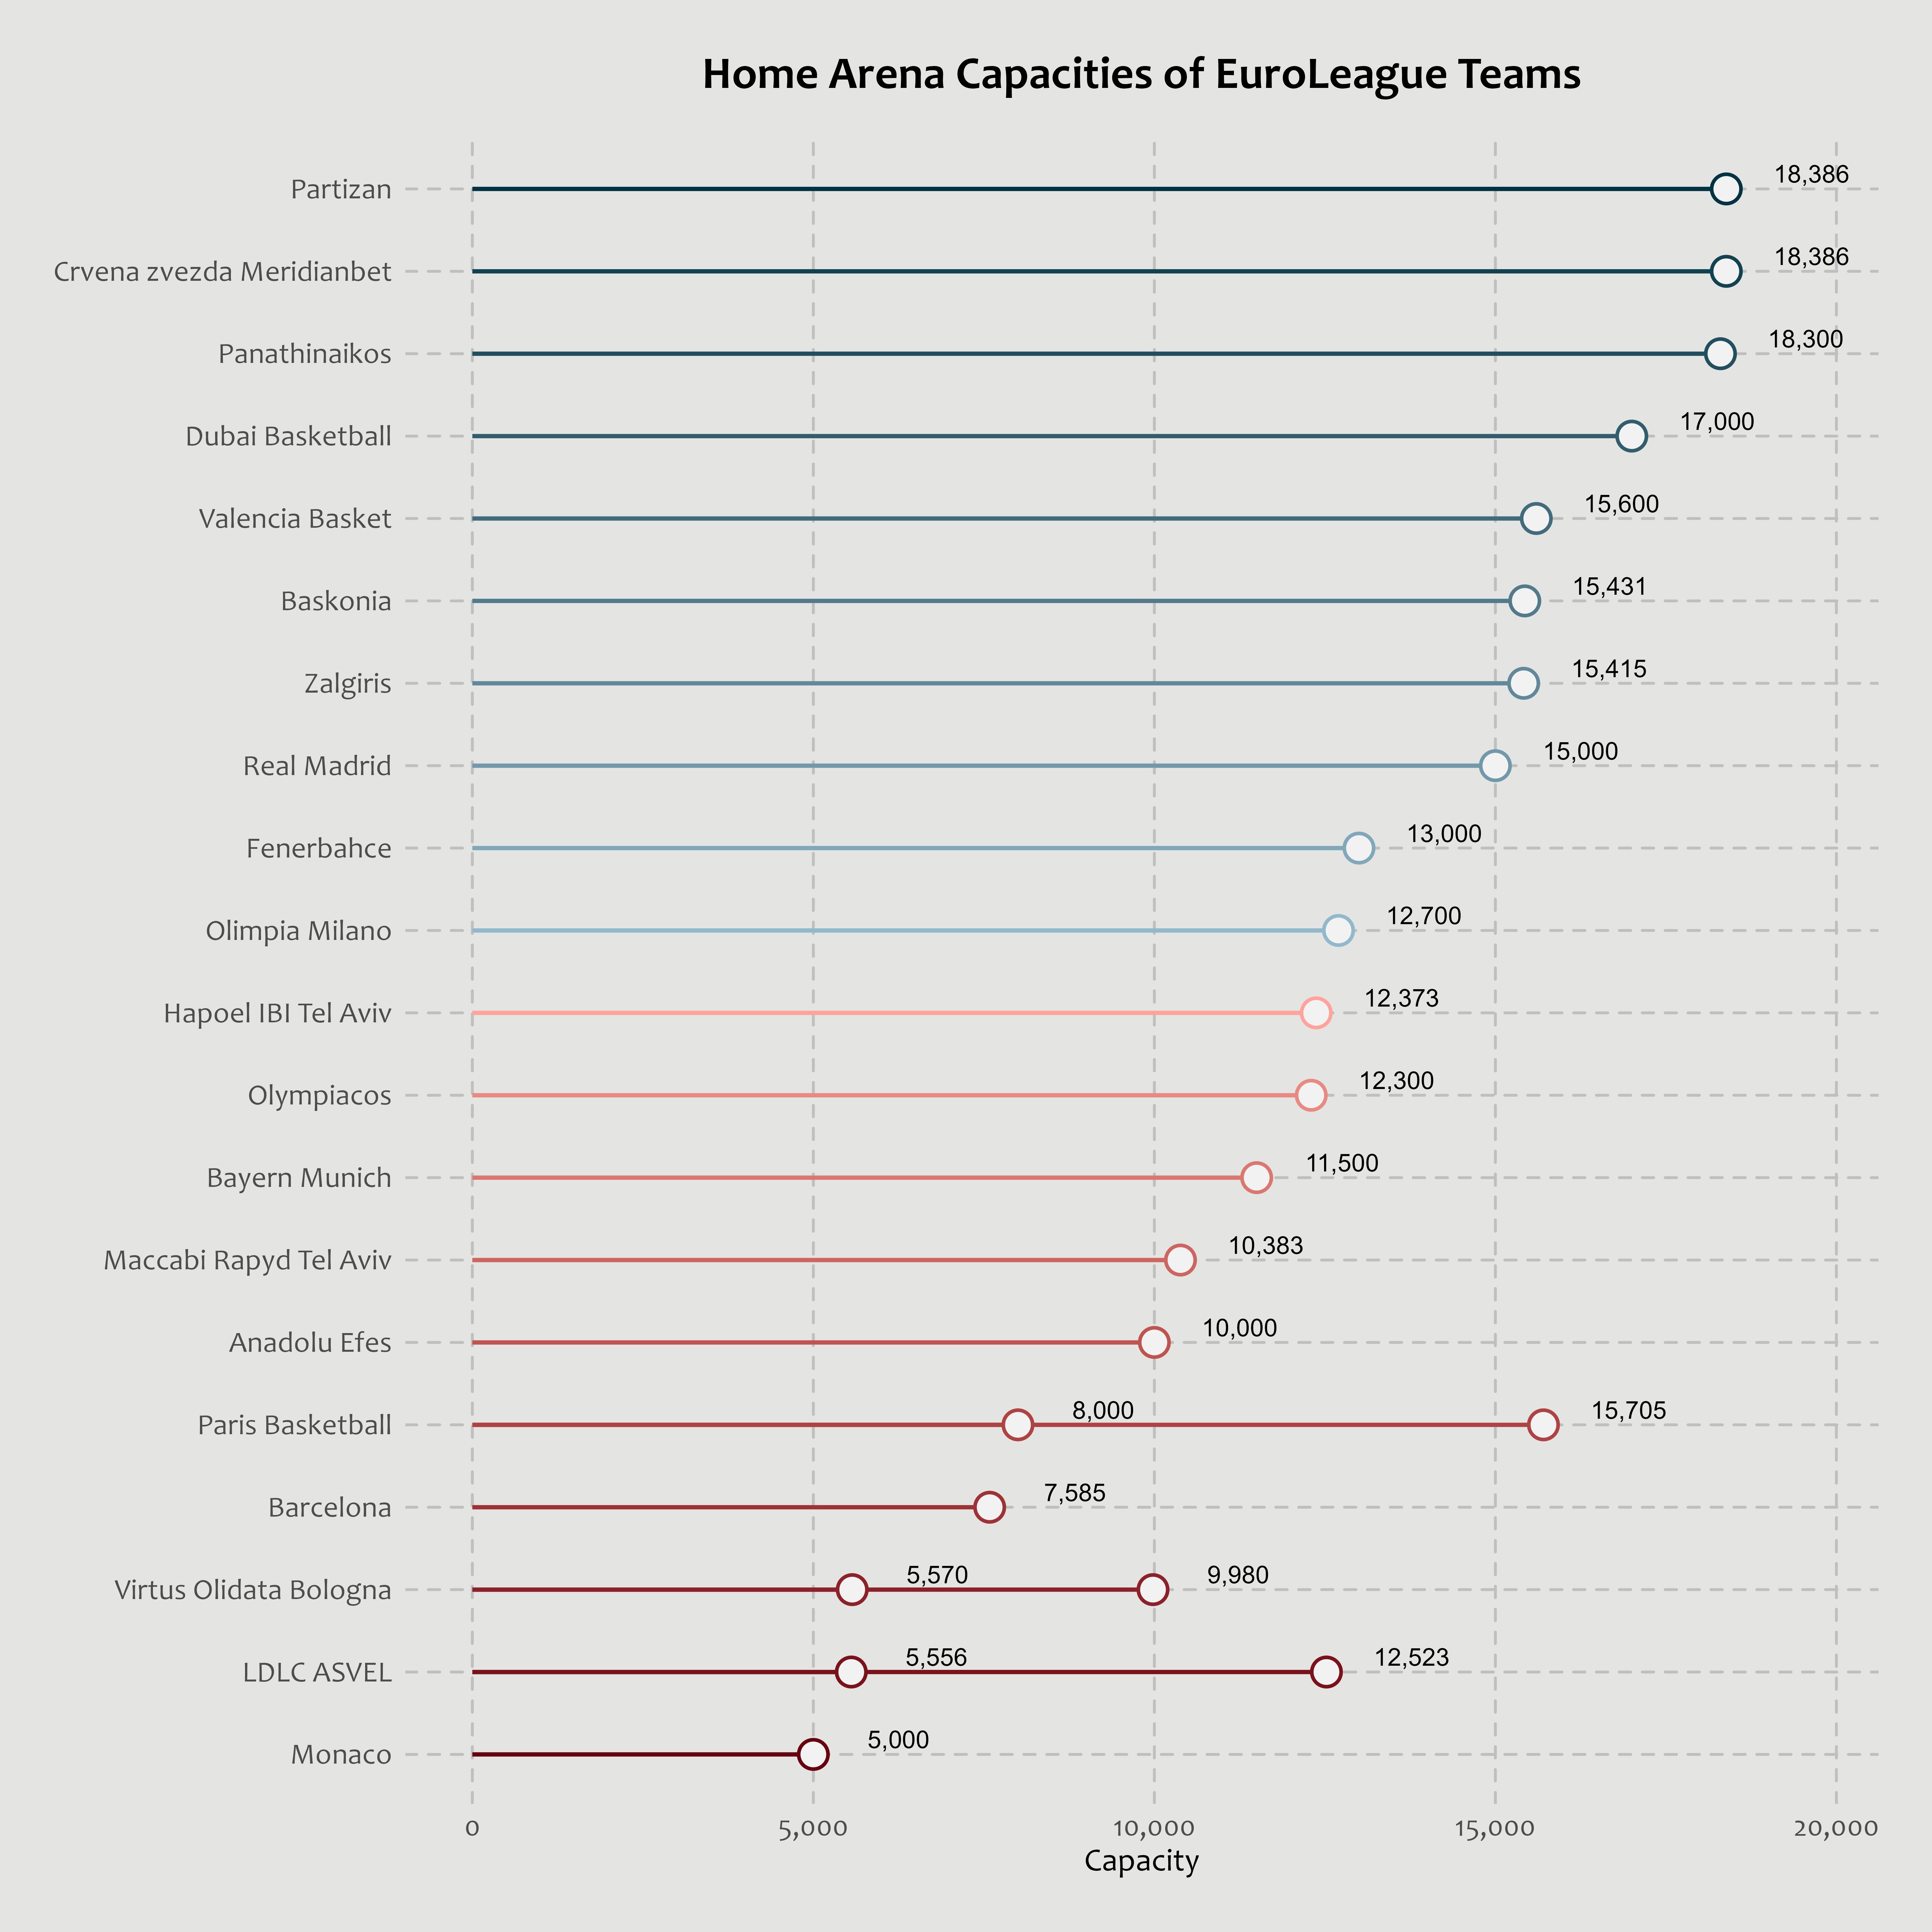 Home Arena Capacities of EuroLeague Teams
Partizan 18,386
Crvena zvezda Meridianbet 18,386
Panathinaikos 18,300
Dubai Basketball 17,000
Valencia Basket 15,600
Baskonia 15,431
Zalgiris 15,415
Real Madrid 15,000
Fenerbahce 13,000
Olimpia Milano 12,700
Hapoel IBI Tel Aviv 12,373
Olympiacos 12,300
Bayern Munich 11,500
Maccabi Rapyd Tel Aviv 10,383
Anadolu Efes 10,000
Paris Basketball 8,000 15,705
Barcelona 7,585
Virtus Olidata Bologna 5,570 9,980
LDLC ASVEL 5,556 12,523
Monaco 5,000
0 5,000 10,000 15,000 20,000
Capacity